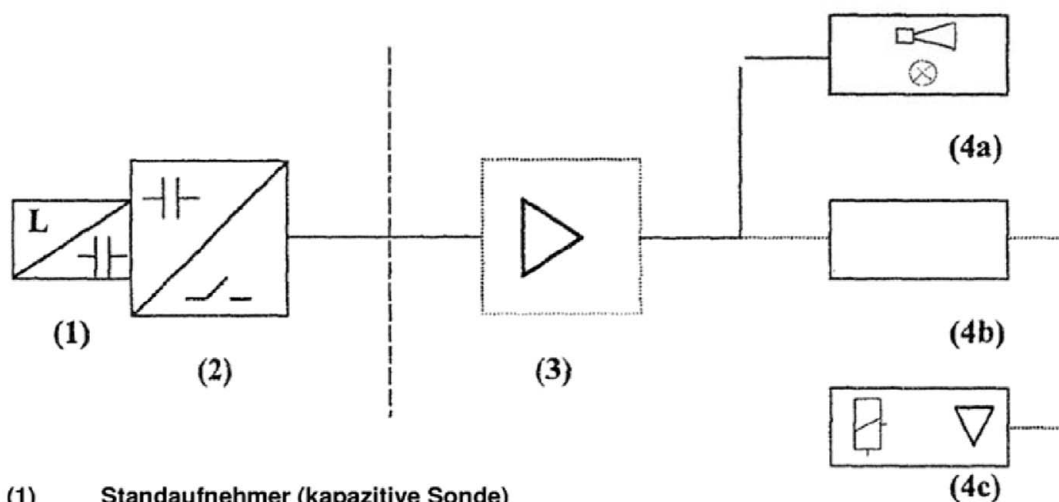 (4a)
L
(1)
(2)
(3)
(4b)
(4c)
(1) Standaufnehmer (kapazitive Sonde)